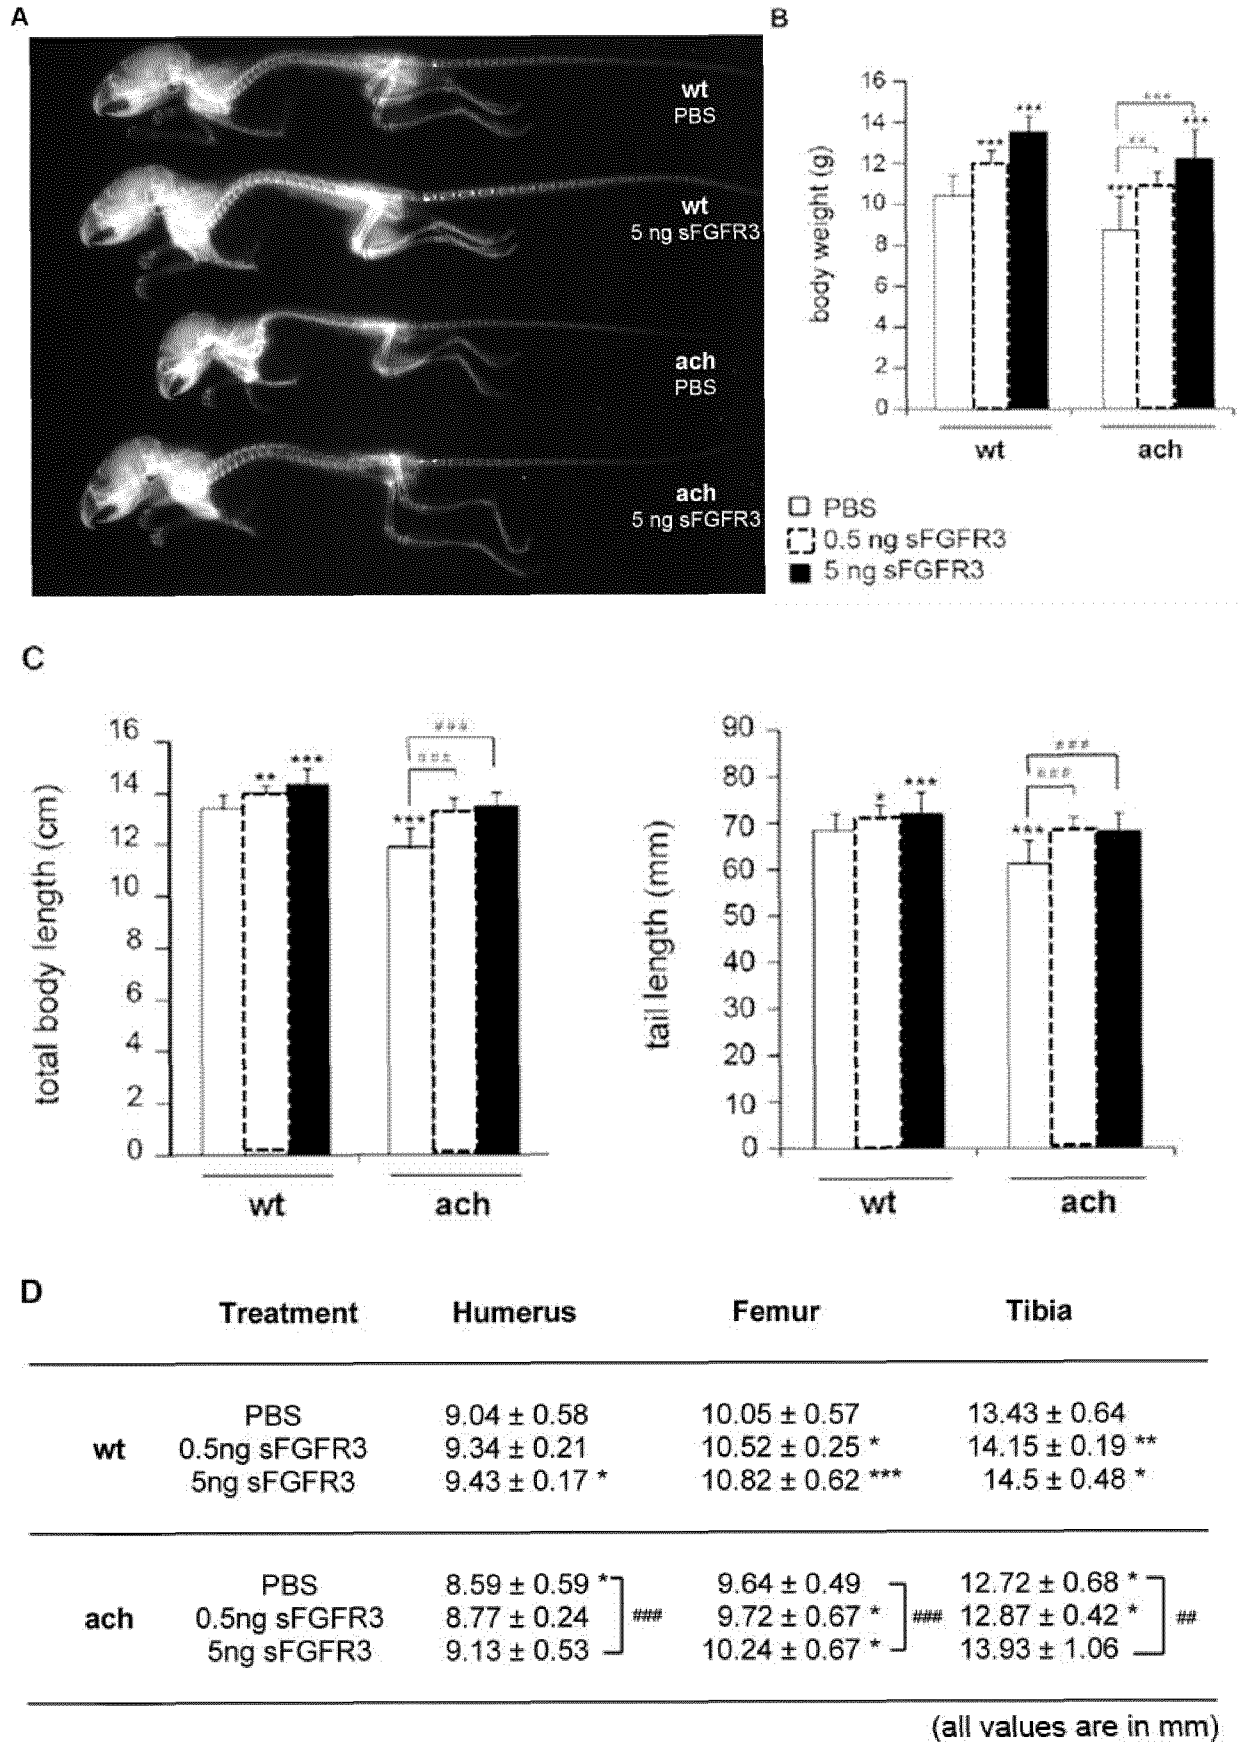 A
wt
PBS
wt
5 ng sFGFR3
ach
PBS
ach
5 ng sFGFR3
B
body weight (g)
16
14
12
10
8
6
4
2
0
***
***
***
***
***
##
wt
ach
PBS
0.5 ng sFGFR3
5 ng sFGFR3
C
total body length (cm)
16
14
12
10
8
6
4
2
0
**
***
***
###
###
wt
ach
tail length (mm)
90
80
70
60
50
40
30
20
10
0
*
***
***
###
###
wt
ach
D
Treatment Humerus Femur Tibia
PBS 9.04 ± 0.58 10.05 ± 0.57 13.43 ± 0.64
wt 0.5ng sFGFR3 9.34 ± 0.21 10.52 ± 0.25 * 14.15 ± 0.19 **
5ng sFGFR3 9.43 ± 0.17 * 10.82 ± 0.62 *** 14.5 ± 0.48 *
PBS 8.59 ± 0.59 * 9.64 ± 0.49 12.72 ± 0.68 *
ach 0.5ng sFGFR3 8.77 ± 0.24 ### 9.72 ± 0.67 * ### 12.87 ± 0.42 * ##
5ng sFGFR3 9.13 ± 0.53 10.24 ± 0.67 * 13.93 ± 1.06
(all values are in mm)